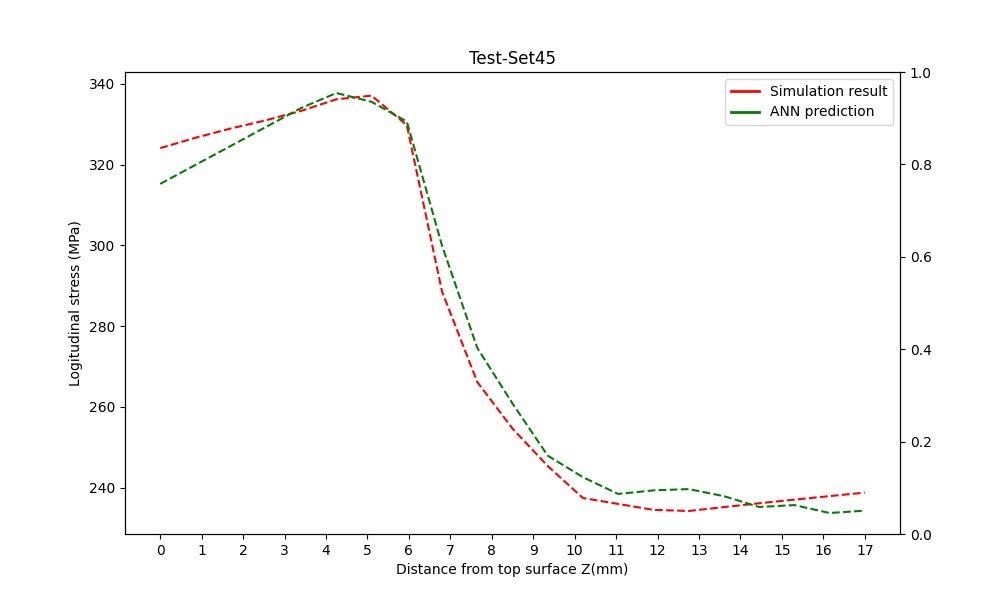 Test-Set45
Simulation result
ANN prediction
340
320
300
280
260
240
1.0
0.8
0.6
0.4
0.2
0.0
Logitudinal stress (MPa)
0 1 2 3 4 5 6 7 8 9 10 11 12 13 14 15 16 17
Distance from top surface Z(mm)